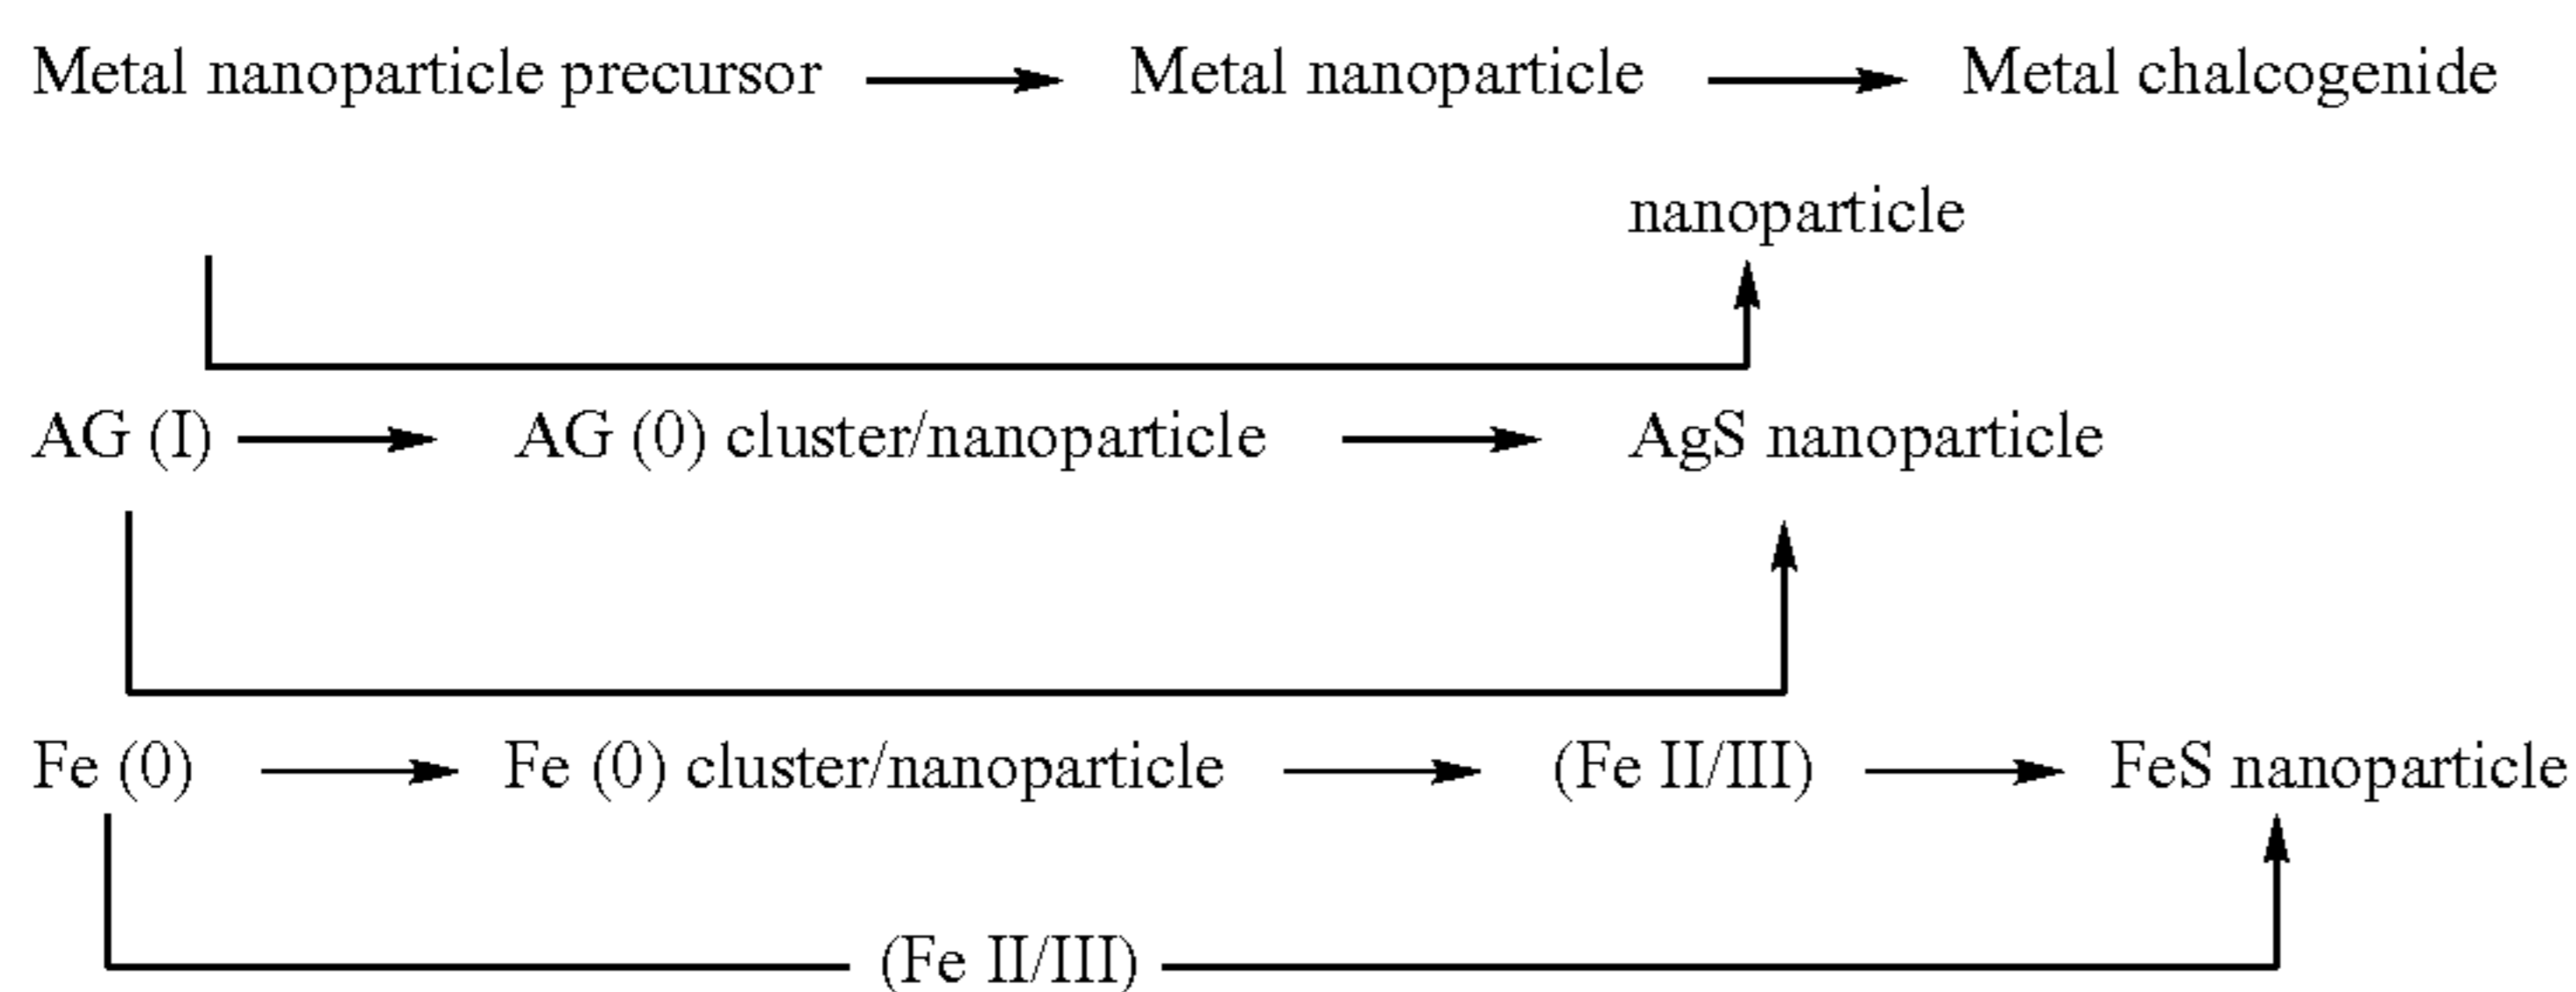 Metal nanoparticle precursor Metal nanoparticle Metal chalcogenide
nanoparticle
AG (I) AG (0) cluster/nanoparticle AgS nanoparticle
Fe (0) Fe (0) cluster/nanoparticle (Fe II/III) FeS nanoparticle
(Fe II/III)